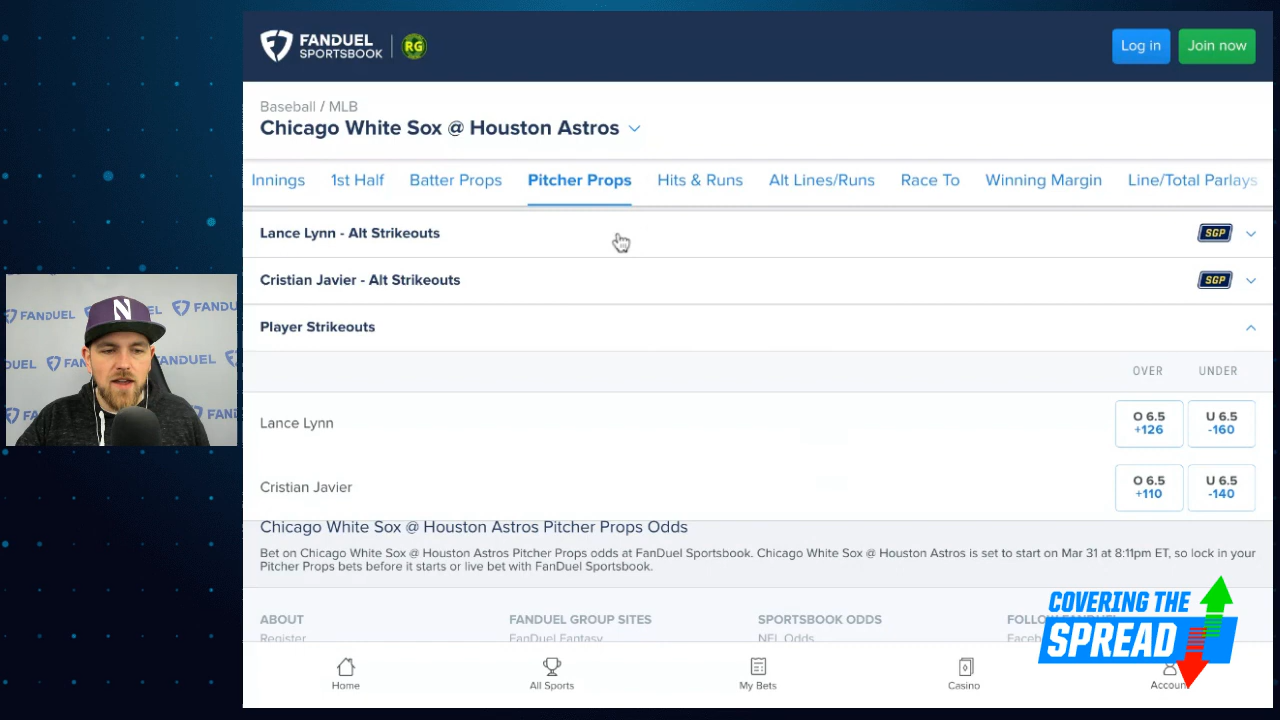 FANDUEL
SPORTSBOOK
RG
Log in
Join now
Baseball / MLB
Chicago White Sox @ Houston Astros
Innings
1st Half
Batter Props
Pitcher Props
Hits & Runs
Alt Lines/Runs
Race To
Winning Margin
Line/Total Parlays
Lance Lynn - Alt Strikeouts
SGP
Cristian Javier - Alt Strikeouts
SGP
Player Strikeouts
OVER
UNDER
Lance Lynn
O 6.5
+126
U 6.5
-160
Cristian Javier
O 6.5
+110
U 6.5
-140
Chicago White Sox @ Houston Astros Pitcher Props Odds
Bet on Chicago White Sox @ Houston Astros Pitcher Props odds at FanDuel Sportsbook. Chicago White Sox @ Houston Astros is set to start on Mar 31 at 8:11pm ET, so lock in your
Pitcher Props bets before it starts or live bet with FanDuel Sportsbook.
ABOUT
FANDUEL GROUP SITES
SPORTSBOOK ODDS
Register
FanDuel Fantasy
NFL Odds
Home
All Sports
My Bets
Casino
COVERING THE
SPREAD
N
FANDUEL
FANDU